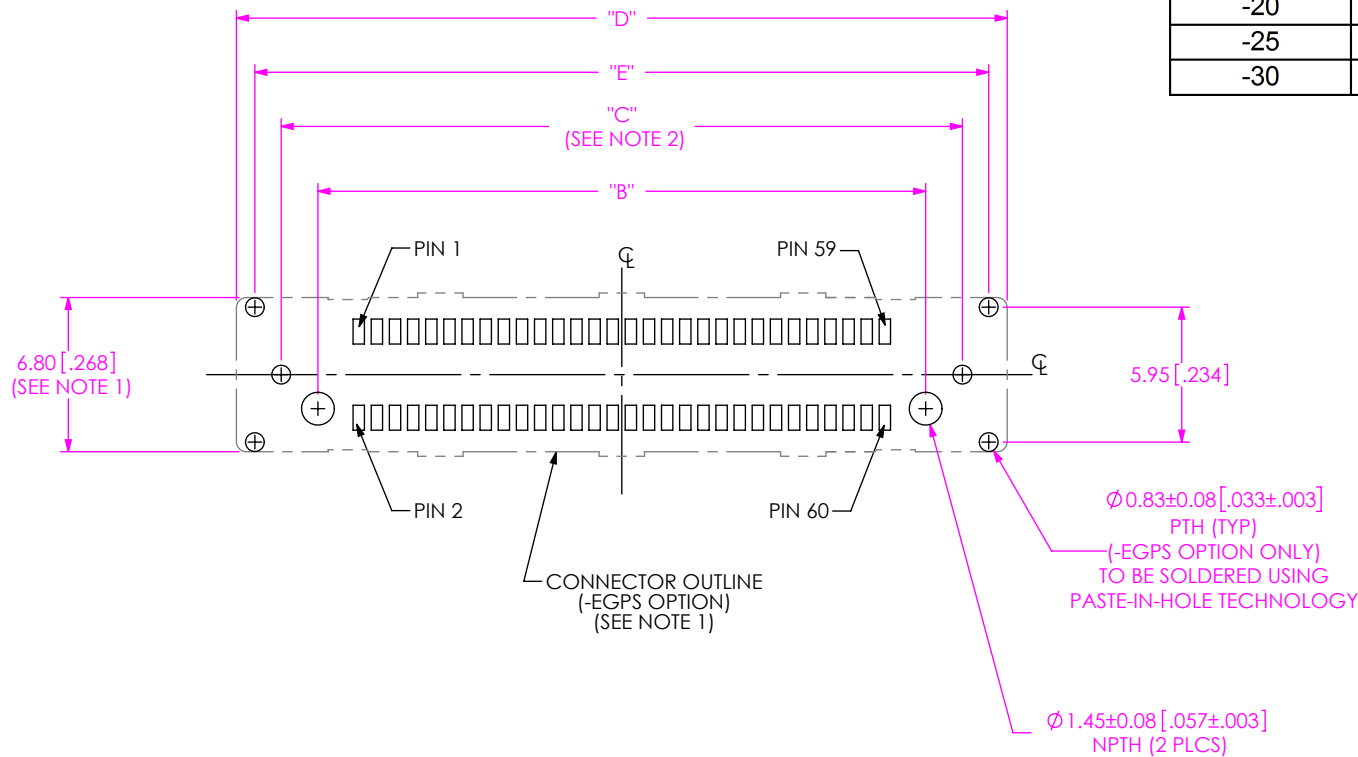 -20
"D"
-25
"E"
-30
"C"
(SEE NOTE 2)
"B"
PIN 1
PIN 59
℄
℄
6.80 [.268]
(SEE NOTE 1)
5.95 [.234]
PIN 2
PIN 60
Ø 0.83±0.08 [.033±.003]
PTH (TYP)
(-EGPS OPTION ONLY)
TO BE SOLDERED USING
PASTE-IN-HOLE TECHNOLOGY
CONNECTOR OUTLINE
(-EGPS OPTION)
(SEE NOTE 1)
Ø 1.45±0.08 [.057±.003]
NPTH (2 PLCS)